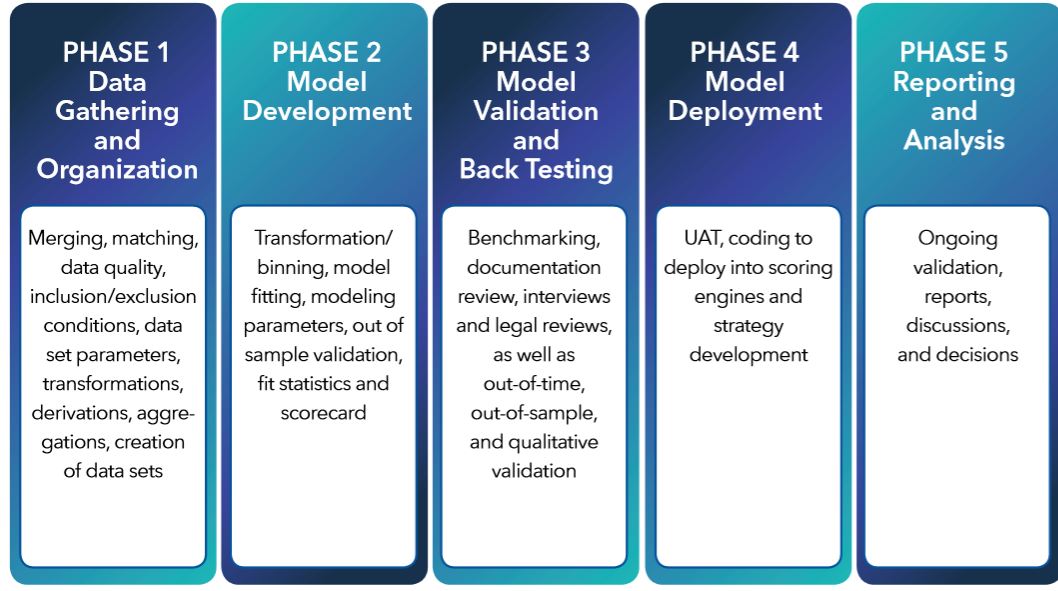 PHASE 1
Data
Gathering
and
Organization
Merging, matching,
data quality,
inclusion/exclusion
conditions, data
set parameters,
transformations,
derivations, aggre-
gations, creation
of data sets
PHASE 2
Model
Development
Transformation/
binning, model
fitting, modeling
parameters, out of
sample validation,
fit statistics and
scorecard
PHASE 3
Model
Validation
and
Back Testing
Benchmarking,
documentation
review, interviews
and legal reviews,
as well as
out-of-time,
out-of-sample,
and qualitative
validation
PHASE 4
Model
Deployment
UAT, coding to
deploy into scoring
engines and
strategy
development
PHASE 5
Reporting
and
Analysis
Ongoing
validation,
reports,
discussions,
and decisions